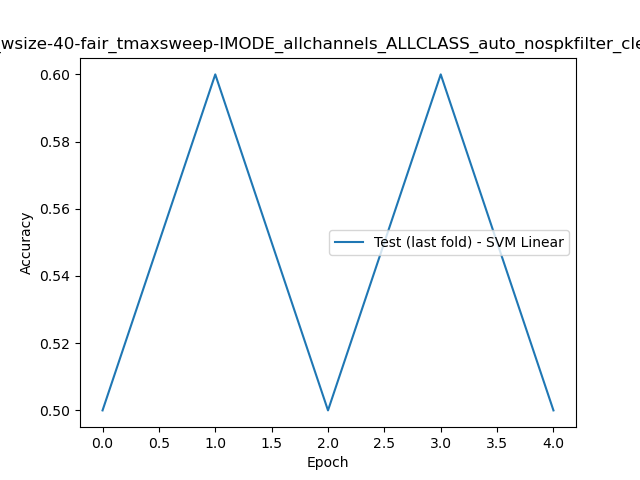 wsize-40-fair_tmaxsweep-IMODE_allchannels_ALLCLASS_auto_nospkfilter_cle
0.60
0.58
0.56
0.54
0.52
0.50
Accuracy
Test (last fold) - SVM Linear
0.0 0.5 1.0 1.5 2.0 2.5 3.0 3.5 4.0
Epoch